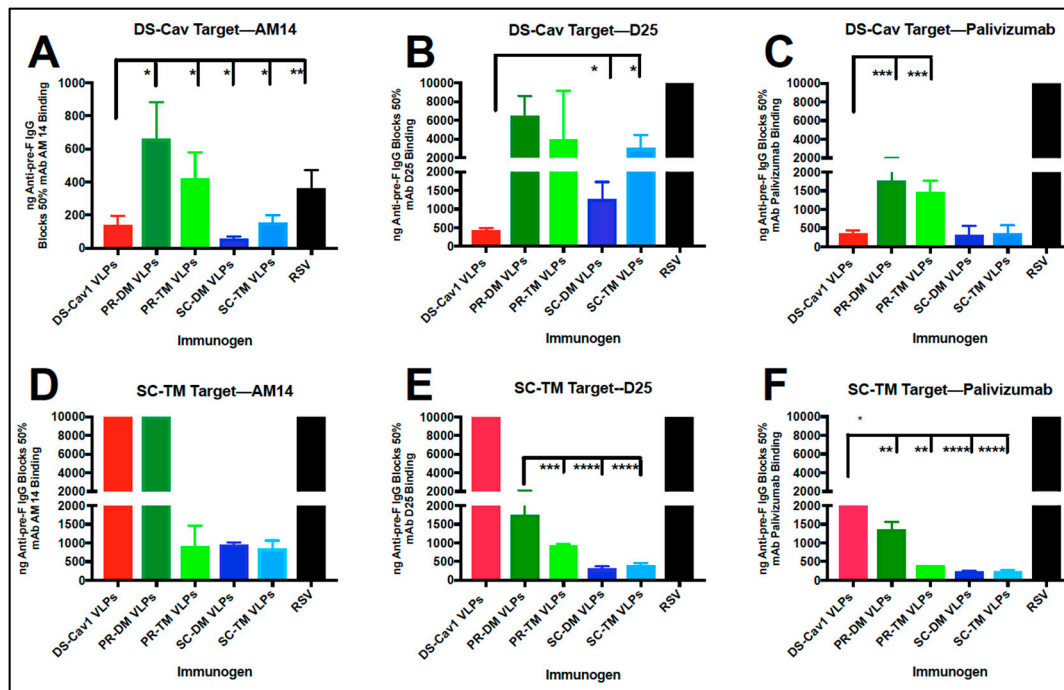 A
DS-Cav Target—AM14
ng Anti-pre-F IgG
Blocks 50% mAb AM 14 Binding
1000
800
600
400
200
0
* * * * **
DS-Cav1 VLPs
PR-DM VLPs
PR-TM VLPs
SC-DM VLPs
SC-TM VLPs
RSV
Immunogen
B
DS-Cav Target—D25
ng Anti-pre-F IgG Blocks 50%
mAb D25 Binding
10000
8000
6000
4000
2000
2000
1500
1000
500
0
* *
DS-Cav1 VLPs
PR-DM VLPs
PR-TM VLPs
SC-DM VLPs
SC-TM VLPs
RSV
Immunogen
C
DS-Cav Target—Palivizumab
ng Anti-pre-F IgG Blocks 50%
mAb Palivizumab Binding
10000
8000
6000
4000
2000
2000
1500
1000
500
0
*** ***
DS-Cav1 VLPs
PR-DM VLPs
PR-TM VLPs
SC-DM VLPs
SC-TM VLPs
RSV
Immunogen
D
SC-TM Target—AM14
ng Anti-pre-F IgG Blocks 50%
mAb AM14 Binding
10000
8000
6000
4000
2000
2000
1500
1000
500
0
DS-Cav1 VLPs
PR-DM VLPs
PR-TM VLPs
SC-DM VLPs
SC-TM VLPs
RSV
Immunogen
E
SC-TM Target--D25
ng Anti-pre-F IgG Blocks 50%
mAb D25 Binding
10000
8000
6000
4000
2000
2000
1500
1000
500
0
*** **** ****
DS-Cav1 VLPs
PR-DM VLPs
PR-TM VLPs
SC-DM VLPs
SC-TM VLPs
RSV
Immunogen
F
SC-TM Target—Palivizumab
ng Anti-pre-F IgG Blocks 50%
mAb Palivizumab Binding
10000
8000
6000
4000
2000
2000
1500
1000
500
0
*
** ** **** ****
DS-Cav1 VLPs
PR-DM VLPs
PR-TM VLPs
SC-DM VLPs
SC-TM VLPs
RSV
Immunogen